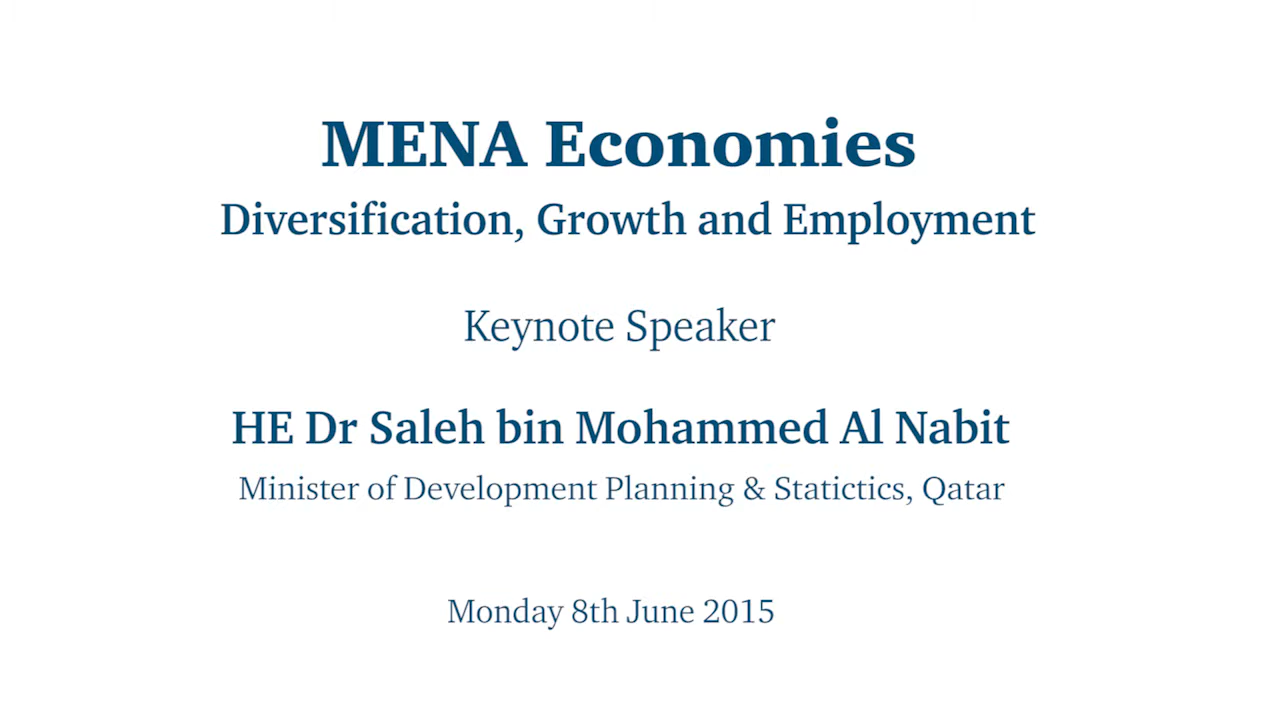 MENA Economies
Diversification, Growth and Employment
Keynote Speaker
HE Dr Saleh bin Mohammed Al Nabit
Minister of Development Planning & Statictics, Qatar
Monday 8th June 2015